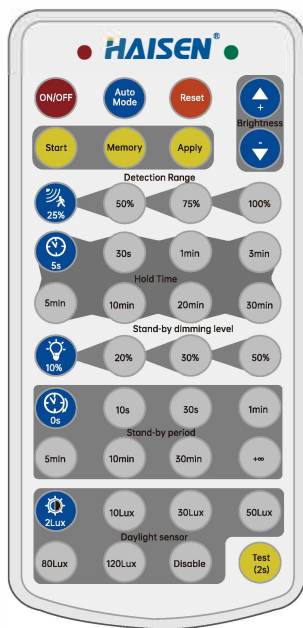 HAISEN®
ON/OFF
Auto
Mode
Reset
+
Brightness
-
Start
Memory
Apply
Detection Range
25%
50%
75%
100%
5s
30s
1min
3min
Hold Time
5min
10min
20min
30min
Stand-by dimming level
10%
20%
30%
50%
0s
10s
30s
1min
Stand-by period
5min
10min
30min
+∞
2Lux
10Lux
30Lux
50Lux
Daylight sensor
80Lux
120Lux
Disable
Test
(2s)